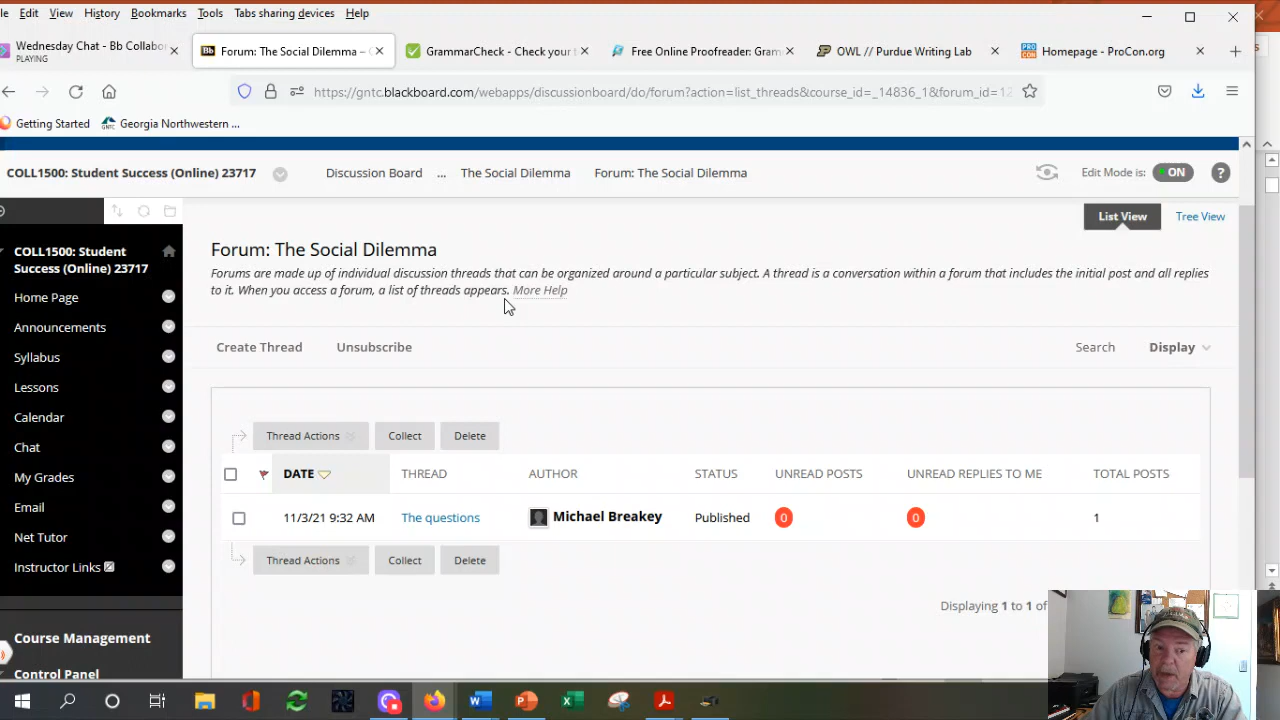 le Edit View History Bookmarks Tools Tabs sharing devices Help
Wednesday Chat - Bb Collabor
PLAYING
Bb Forum: The Social Dilemma – C
GrammarCheck - Check your t
Free Online Proofreader: Gram
OWL // Purdue Writing Lab
PRO CON Homepage - ProCon.org
https://gntc.blackboard.com/webapps/discussionboard/do/forum?action=list_threads&course_id=_14836_1&forum_id=12
Getting Started GNTC Georgia Northwestern ...
COLL1500: Student Success (Online) 23717 Discussion Board ... The Social Dilemma Forum: The Social Dilemma Edit Mode is: ON ?
List View Tree View
COLL1500: Student
Success (Online) 23717
Home Page
Announcements
Syllabus
Lessons
Calendar
Chat
My Grades
Email
Net Tutor
Instructor Links
Course Management
Control Panel
Forum: The Social Dilemma
Forums are made up of individual discussion threads that can be organized around a particular subject. A thread is a conversation within a forum that includes the initial post and all replies
to it. When you access a forum, a list of threads appears. More Help
Create Thread Unsubscribe Search Display
Thread Actions Collect Delete
DATE THREAD AUTHOR STATUS UNREAD POSTS UNREAD REPLIES TO ME TOTAL POSTS
11/3/21 9:32 AM The questions Michael Breakey Published 0 0 1
Thread Actions Collect Delete
Displaying 1 to 1 of